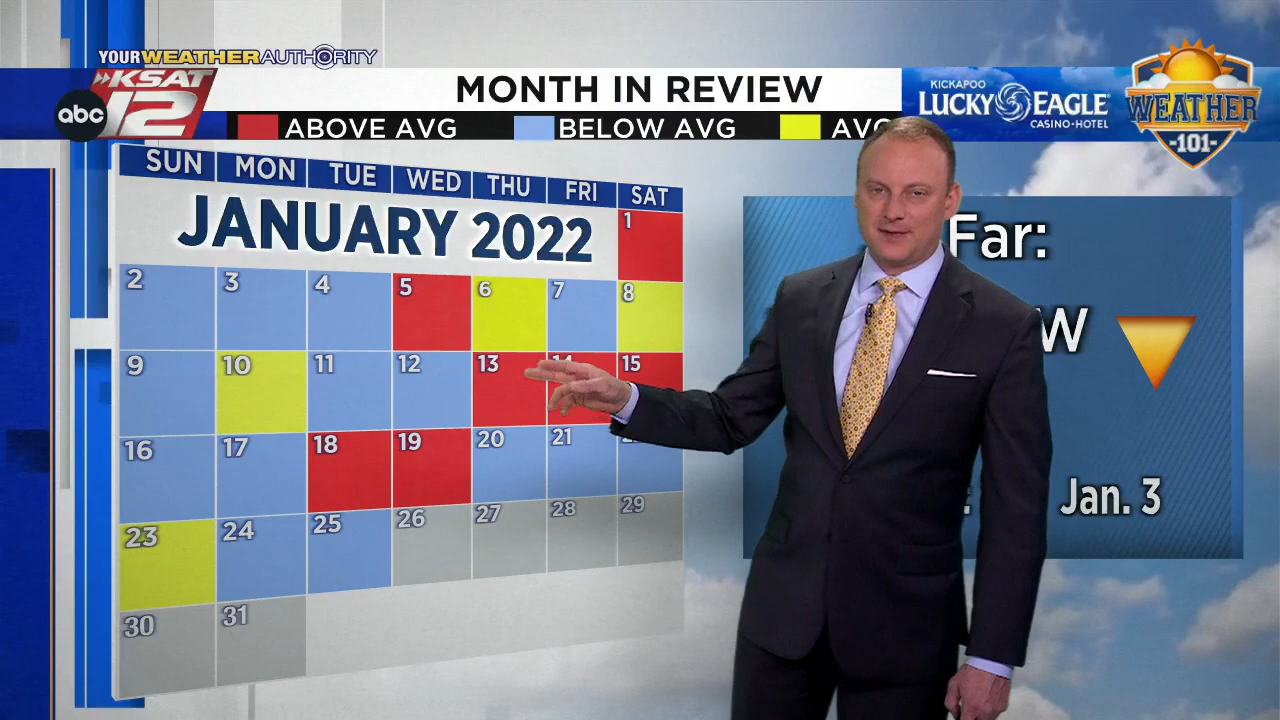 YOURWEATHERAUTHORITY
KSAT
abc 12
MONTH IN REVIEW
ABOVE AVG BELOW AVG
KICKAPOO
LUCKY EAGLE
CASINO•HOTEL
WEATHER
-101-
SUN MON TUE WED THU FRI SAT
JANUARY 2022
1
2 3 4 5 6 7 8
9 10 11 12 13 14 15
16 17 18 19 20 21
23 24 25 26 27 28 29
30 31
Far:
W
Jan. 3